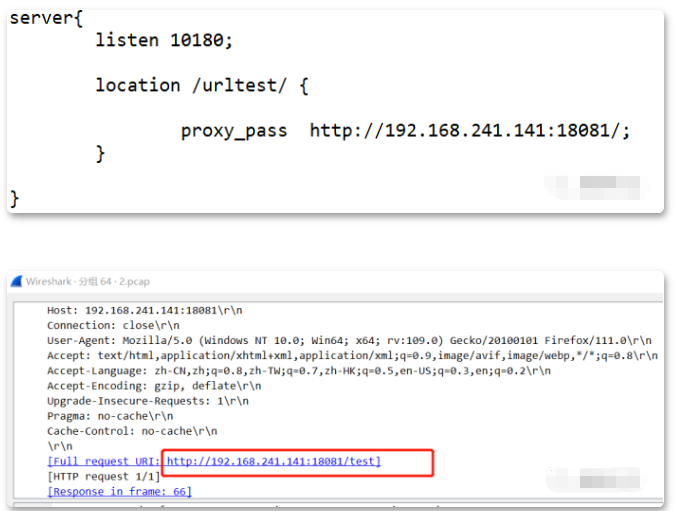 server{
listen 10180;
location /urltest/ {
proxy_pass http://192.168.241.141:18081/;
}
}
Wireshark · 分组 64 · 2.pcap
Host: 192.168.241.141:18081\r\n
Connection: close\r\n
User-Agent: Mozilla/5.0 (Windows NT 10.0; Win64; x64; rv:109.0) Gecko/20100101 Firefox/111.0\r\n
Accept: text/html,application/xhtml+xml,application/xml;q=0.9,image/avif,image/webp,*/*;q=0.8\r\n
Accept-Language: zh-CN,zh;q=0.8,zh-TW;q=0.7,zh-HK;q=0.5,en-US;q=0.3,en;q=0.2\r\n
Accept-Encoding: gzip, deflate\r\n
Upgrade-Insecure-Requests: 1\r\n
Pragma: no-cache\r\n
Cache-Control: no-cache\r\n
\r\n
[Full request URI: http://192.168.241.141:18081/test]
[HTTP request 1/1]
[Response in frame: 66]